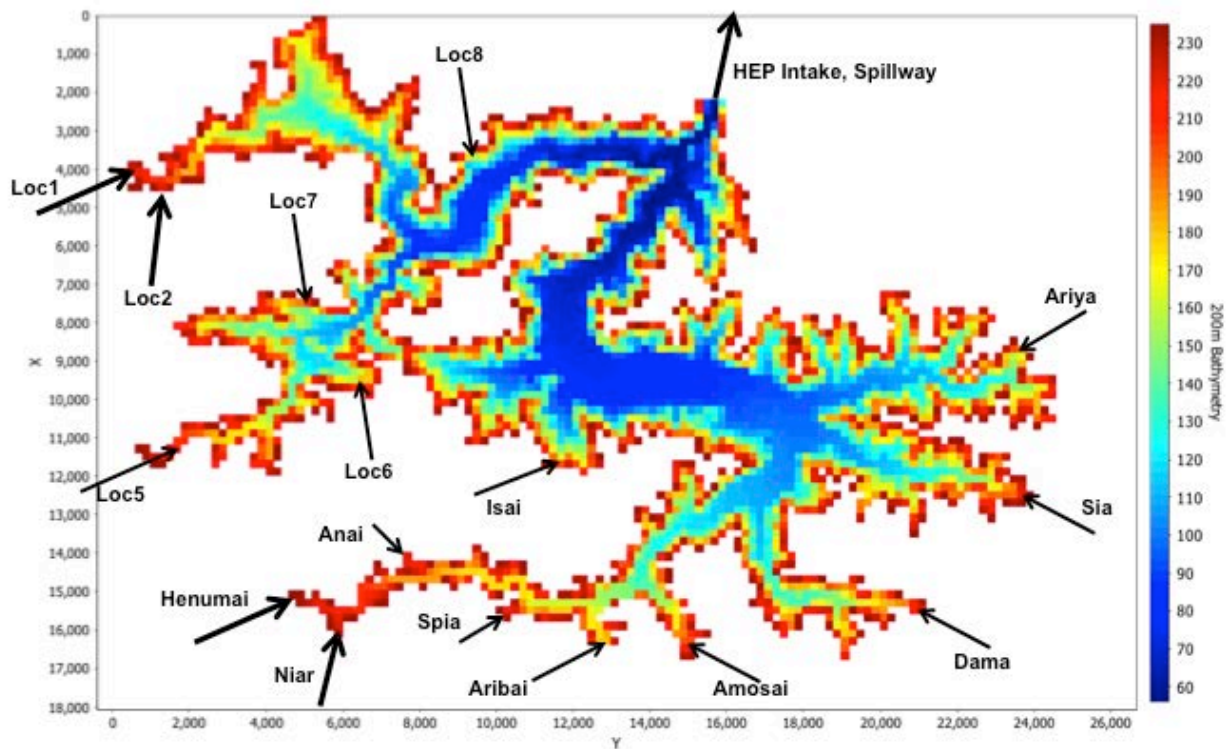 0
1,000
2,000
3,000
4,000
5,000
6,000
7,000
8,000
9,000
10,000
11,000
12,000
13,000
14,000
15,000
16,000
17,000
18,000
X
Loc8
HEP Intake, Spillway
Loc1
Loc7
Loc2
Ariya
Loc6
Loc5
Isai
Sia
Anai
Henumai
Spia
Niar
Aribai
Amosai
Dama
0 2,000 4,000 6,000 8,000 10,000 12,000 14,000 16,000 18,000 20,000 22,000 24,000 26,000
Y
230
220
210
200
190
180
170
160
150
140
130
120
110
100
90
80
70
60
200m Bathymetry